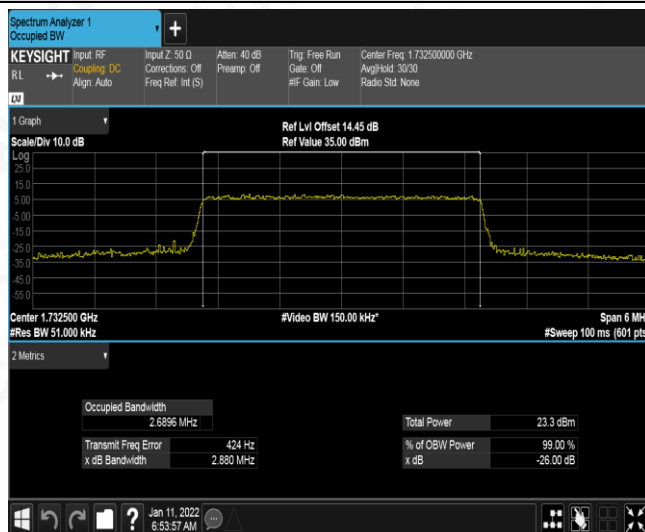 Spectrum Analyzer 1
Occupied BW
+
KEYSIGHT
R L
Input: RF
Coupling: DC
Align: Auto
Input Z: 50 Ω
Corrections: Off
Freq Ref: Int (S)
Atten: 40 dB
Preamp: Off
Trig: Free Run
Gate: Off
#IF Gain: Low
Center Freq: 1.732500000 GHz
Avg|Hold: 30/30
Radio Std: None
LXI
1 Graph
Scale/Div 10.0 dB
Ref Lvl Offset 14.45 dB
Ref Value 35.00 dBm
Log
25.0
15.0
5.00
-5.00
-15.0
-25.0
-35.0
-45.0
-55.0
Center 1.732500 GHz
#Res BW 51.000 kHz
#Video BW 150.00 kHz*
Span 6 MH
#Sweep 100 ms (601 pts
2 Metrics
Occupied Bandwidth
2.6896 MHz
Total Power 23.3 dBm
Transmit Freq Error 424 Hz
% of OBW Power 99.00 %
x dB Bandwidth 2.880 MHz
x dB -26.00 dB
?
Jan 11, 2022
6:53:57 AM